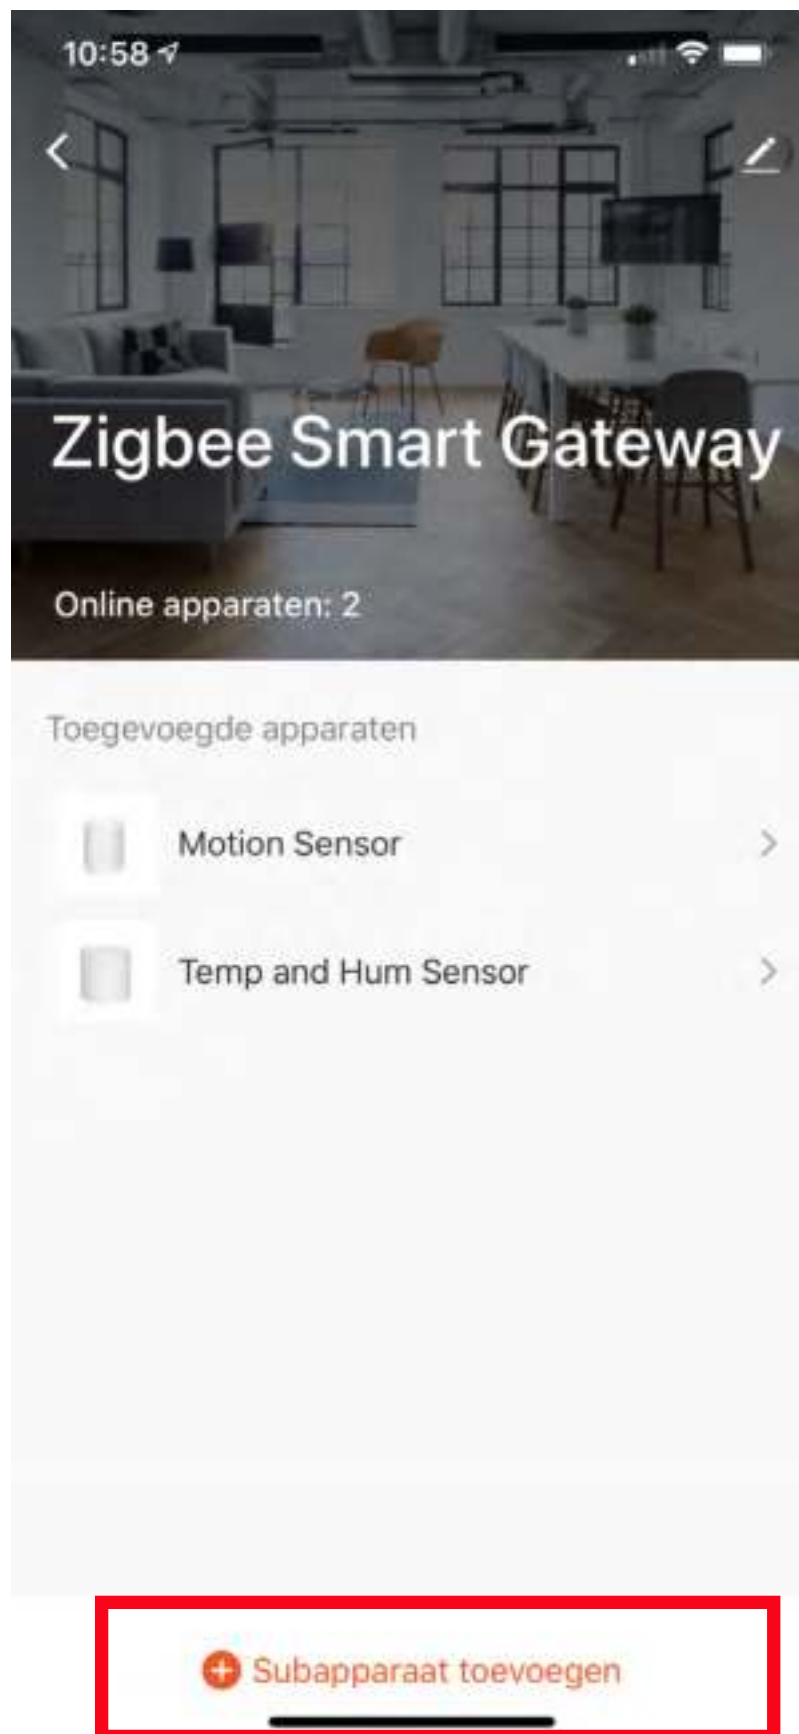 10:58
Zigbee Smart Gateway
Online apparaten: 2
Toegevoegde apparaten
Motion Sensor
Temp and Hum Sensor
Subapparaat toevoegen